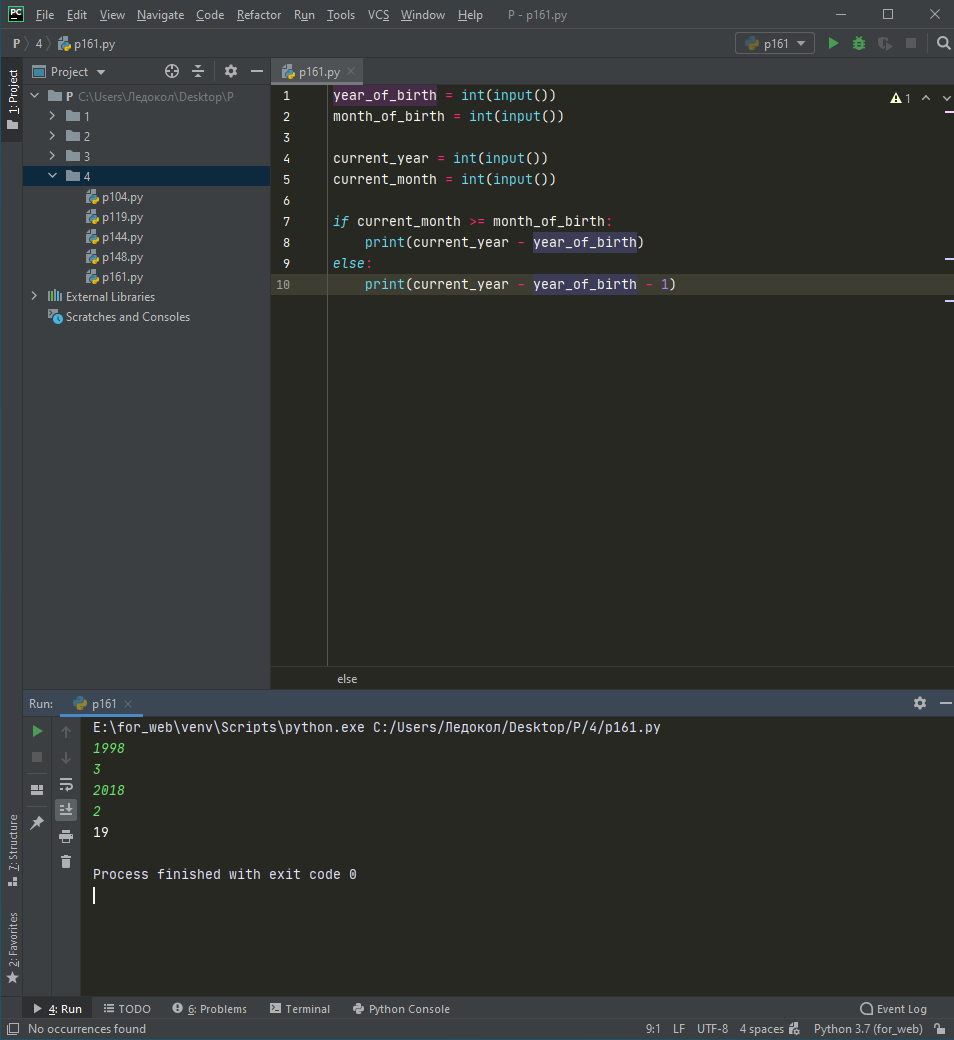 PC File Edit View Navigate Code Refactor Run Tools VCS Window Help P - p161.py
P 4 p161.py p161
1: Project
Project
P C:\Users\Ледокол\Desktop\P
1
2
3
4
p104.py
p119.py
p144.py
p148.py
p161.py
External Libraries
Scratches and Consoles
p161.py
1 year_of_birth = int(input())
2 month_of_birth = int(input())
3
4 current_year = int(input())
5 current_month = int(input())
6
7 if current_month >= month_of_birth:
8     print(current_year - year_of_birth)
9 else:
10     print(current_year - year_of_birth - 1)
1
else
Run: p161
E:\for_web\venv\Scripts\python.exe C:/Users/Ледокол/Desktop/P/4/p161.py
1998
3
2018
2
19
Process finished with exit code 0
7: Structure
2: Favorites
4: Run TODO 6: Problems Terminal Python Console Event Log
No occurrences found 9:1 LF UTF-8 4 spaces Python 3.7 (for_web)